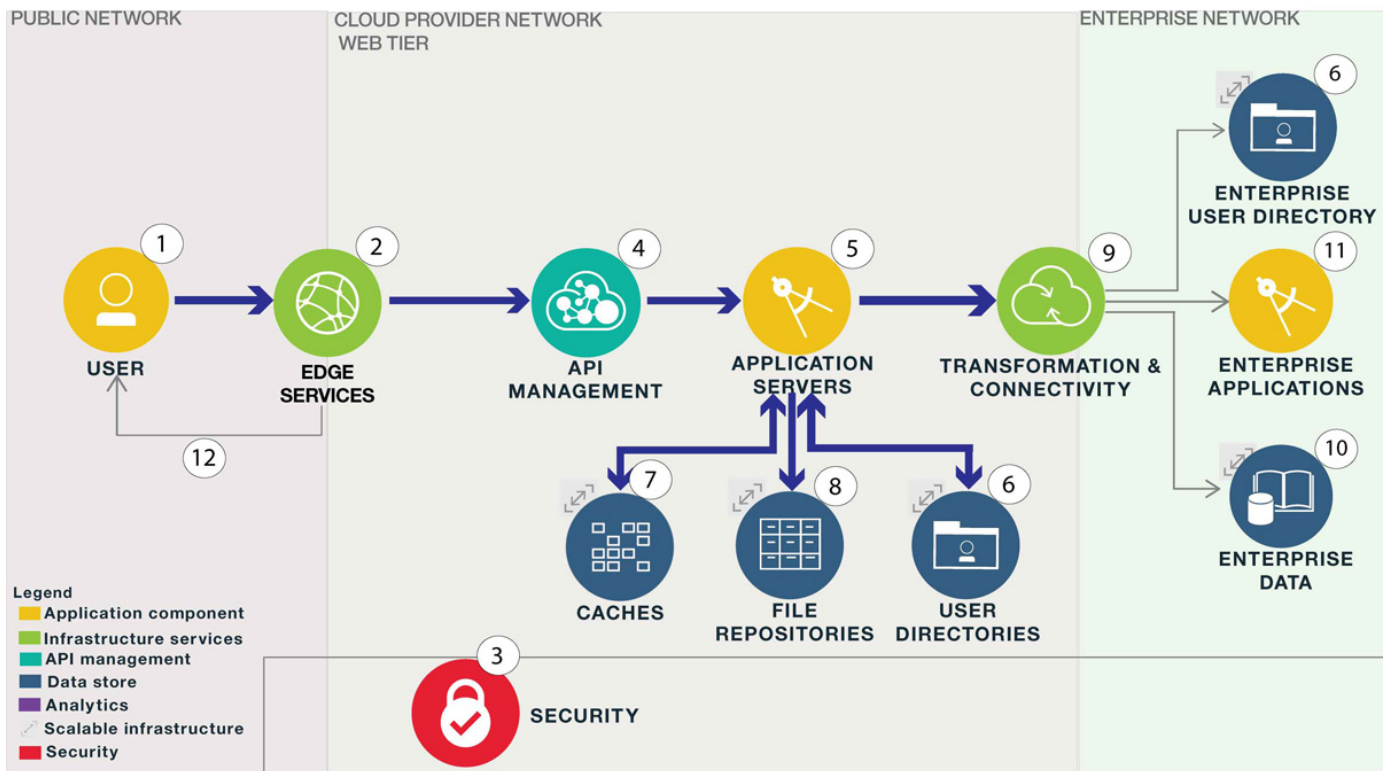 PUBLIC NETWORK
CLOUD PROVIDER NETWORK
WEB TIER
ENTERPRISE NETWORK
6
ENTERPRISE
USER DIRECTORY
1
USER
2
EDGE
SERVICES
4
API
MANAGEMENT
5
APPLICATION
SERVERS
9
TRANSFORMATION &
CONNECTIVITY
11
ENTERPRISE
APPLICATIONS
12
7
CACHES
8
FILE
REPOSITORIES
6
USER
DIRECTORIES
10
ENTERPRISE
DATA
Legend
Application component
Infrastructure services
API management
Data store
Analytics
Scalable infrastructure
Security
3
SECURITY